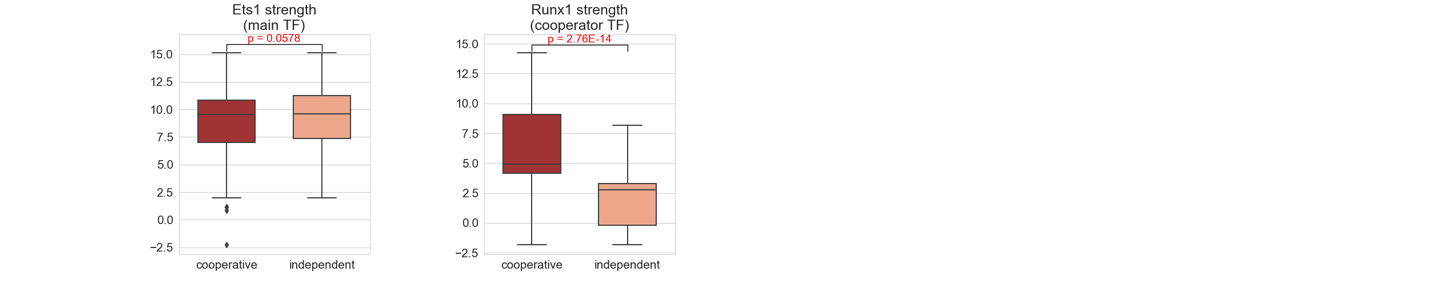 Ets1 strength
(main TF)
p = 0.0578
15.0
12.5
10.0
7.5
5.0
2.5
0.0
−2.5
cooperative independent
Runx1 strength
(cooperator TF)
p = 2.76E-14
15.0
12.5
10.0
7.5
5.0
2.5
0.0
−2.5
cooperative independent